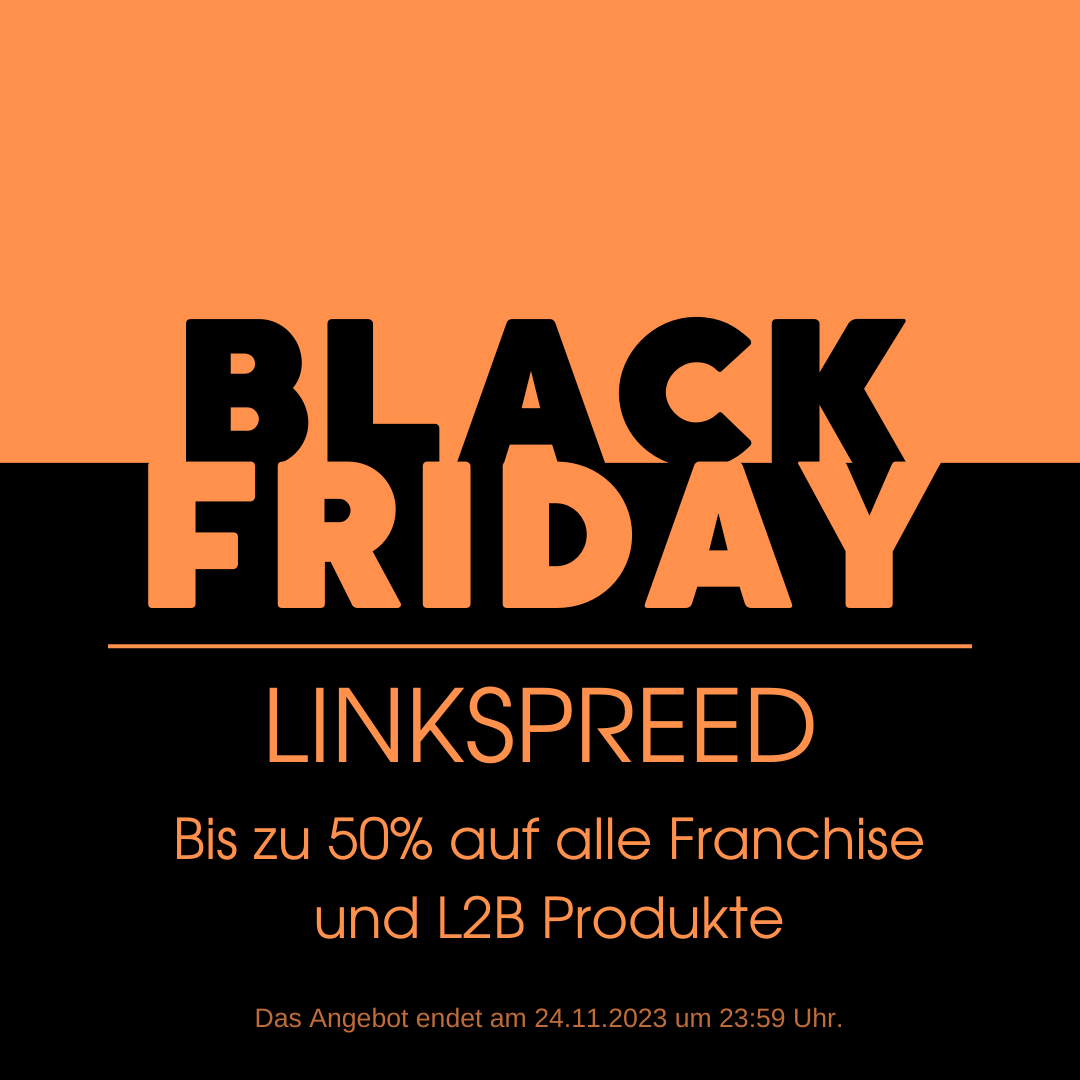 BLACK
FRIDAY
LINKSPREED
Bis zu 50% auf alle Franchise
und L2B Produkte
Das Angebot endet am 24.11.2023 um 23:59 Uhr.